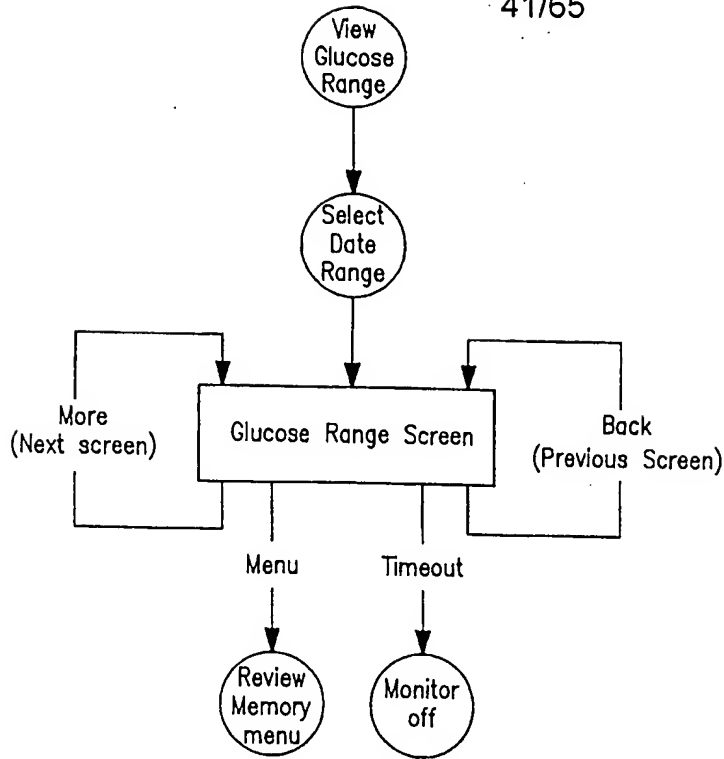 41/65
View
Glucose
Range
Select
Date
Range
More
(Next screen)
Glucose Range Screen
Back
(Previous Screen)
Menu
Timeout
Review
Memory
menu
Monitor
off